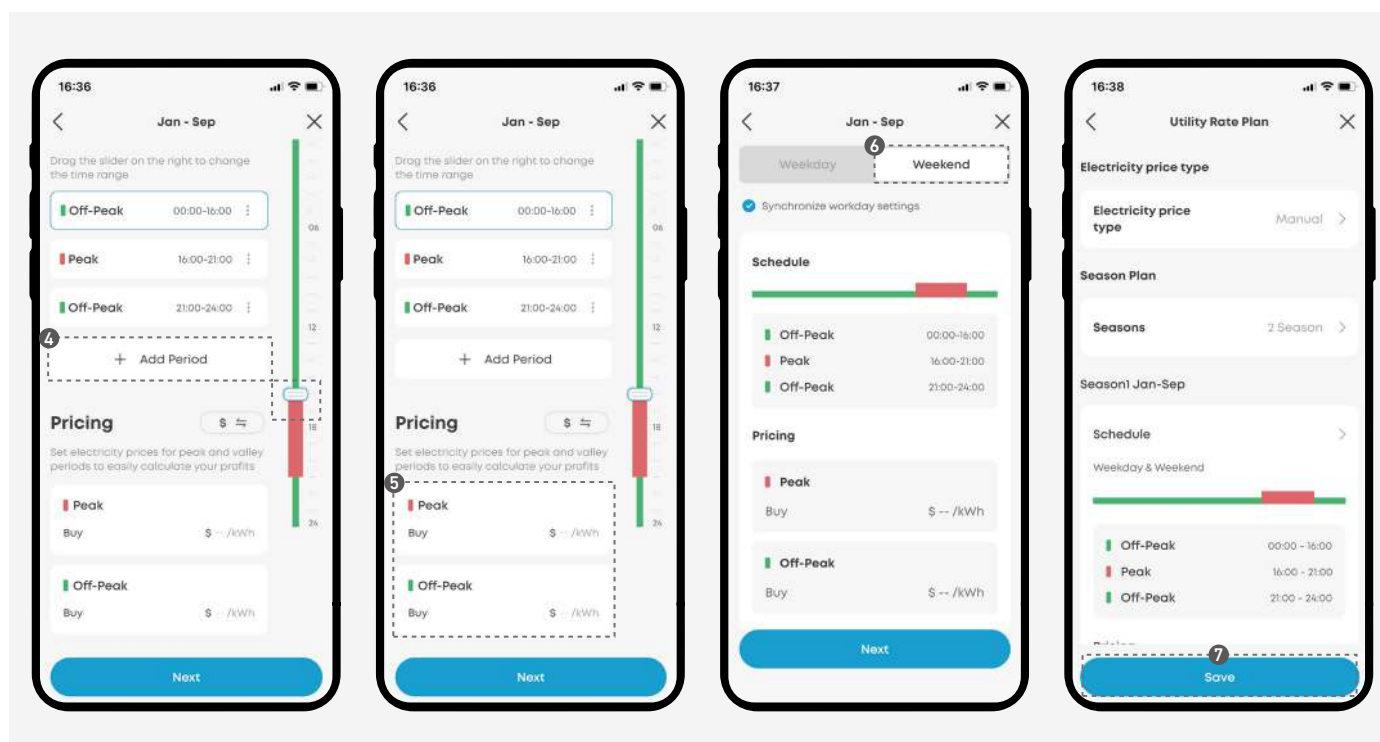 16:36
Jan - Sep
Drag the slider on the right to change
the time range
Off-Peak 00:00-16:00
06
Peak 16:00-21:00
Off-Peak 21:00-24:00
12
4
+ Add Period
Pricing $
18
Set electricity prices for peak and valley
periods to easily calculate your profits
Peak
Buy $ -- /kWh
24
Off-Peak
Buy $ -- /kWh
Next
16:36
Jan - Sep
Drag the slider on the right to change
the time range
Off-Peak 00:00-16:00
06
Peak 16:00-21:00
Off-Peak 21:00-24:00
12
+ Add Period
Pricing $
18
Set electricity prices for peak and valley
periods to easily calculate your profits
5
Peak
Buy $ -- /kWh
24
Off-Peak
Buy $ -- /kWh
Next
16:37
Jan - Sep
6
Weekday Weekend
Synchronize workday settings
Schedule
Off-Peak 00:00-16:00
Peak 16:00-21:00
Off-Peak 21:00-24:00
Pricing
Peak
Buy $ -- /kWh
Off-Peak
Buy $ -- /kWh
Next
16:38
Utility Rate Plan
Electricity price type
Electricity price
type
Manual
Season Plan
Seasons 2 Season
Season1 Jan-Sep
Schedule
Weekday & Weekend
Off-Peak 00:00 - 16:00
Peak 16:00 - 21:00
Off-Peak 21:00 - 24:00
7
Save